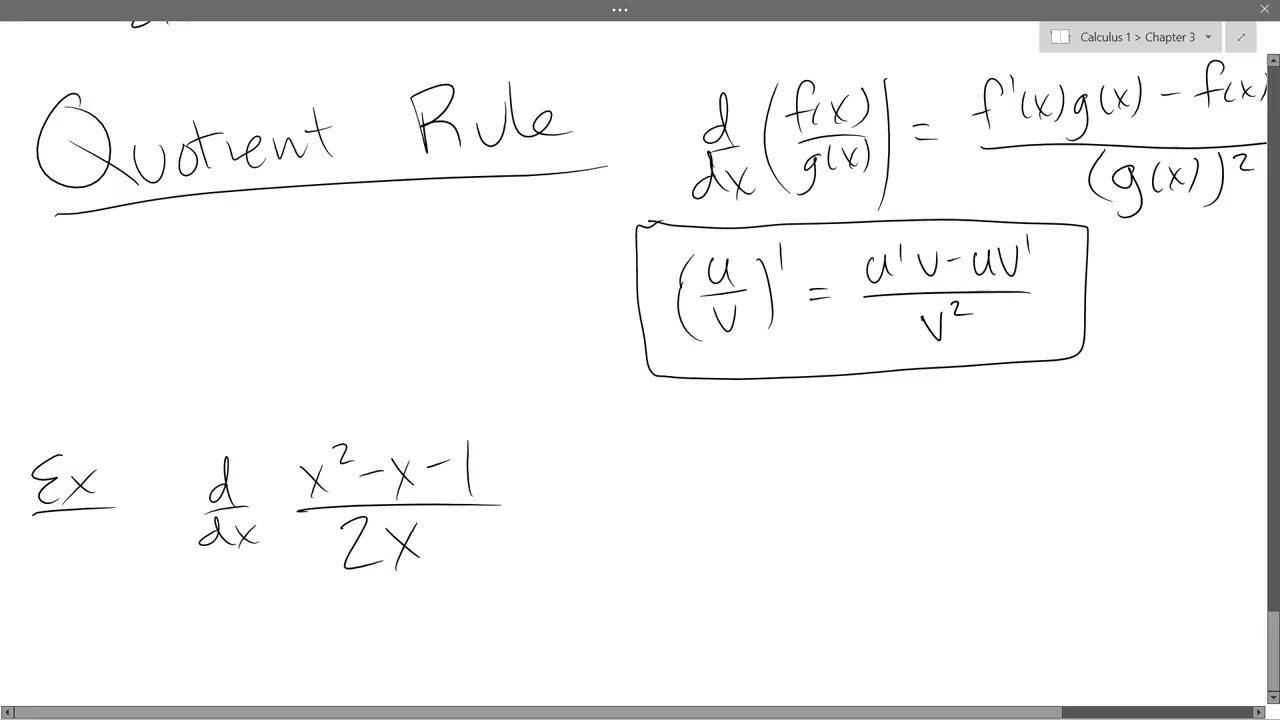 Calculus 1 > Chapter 3
Quotient Rule
d/dx (f(x)/g(x)) = (f'(x)g(x) - f(x)) / (g(x))²
(u/v)' = (u'v - uv') / v²
Ex d/dx (x² - x - 1) / 2x